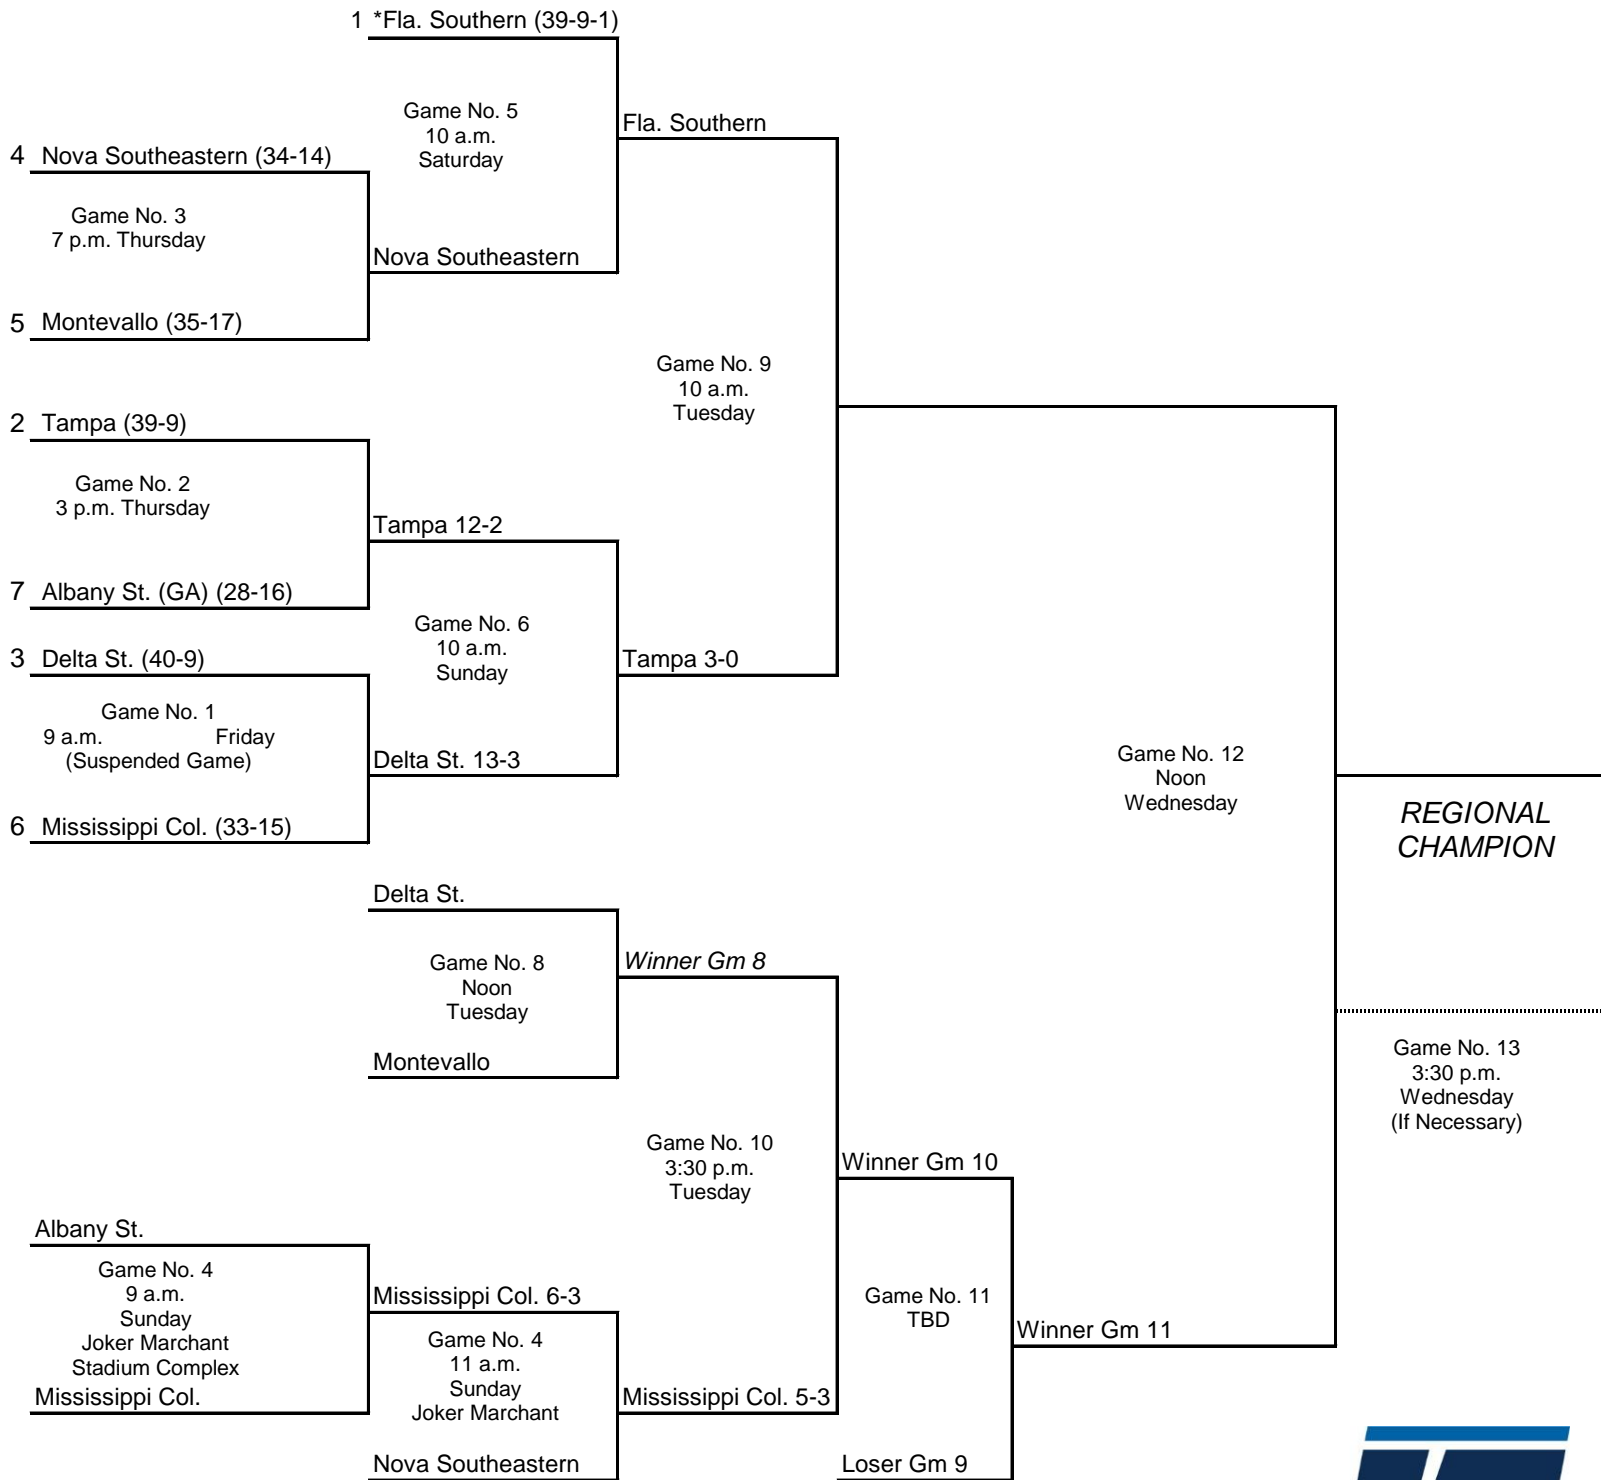 1 *Fla. Southern (39-9-1)
Game No. 5
10 a.m.
Saturday
Fla. Southern
4 Nova Southeastern (34-14)
Game No. 3
7 p.m. Thursday
Nova Southeastern
5 Montevallo (35-17)
Game No. 9
10 a.m.
Tuesday
2 Tampa (39-9)
Game No. 2
3 p.m. Thursday
Tampa 12-2
7 Albany St. (GA) (28-16)
Game No. 6
10 a.m.
Sunday
3 Delta St. (40-9)
Tampa 3-0
Game No. 1
9 a.m. Friday
(Suspended Game)
Delta St. 13-3
6 Mississippi Col. (33-15)
Game No. 12
Noon
Wednesday
REGIONAL
CHAMPION
Delta St.
Game No. 8
Noon
Tuesday
Winner Gm 8
Montevallo
Game No. 13
3:30 p.m.
Wednesday
(If Necessary)
Game No. 10
3:30 p.m.
Tuesday
Winner Gm 10
Albany St.
Game No. 4
9 a.m.
Sunday
Joker Marchant
Stadium Complex
Mississippi Col.
Mississippi Col. 6-3
Game No. 4
11 a.m.
Sunday
Joker Marchant
Mississippi Col. 5-3
Game No. 11
TBD
Winner Gm 11
Nova Southeastern
Loser Gm 9